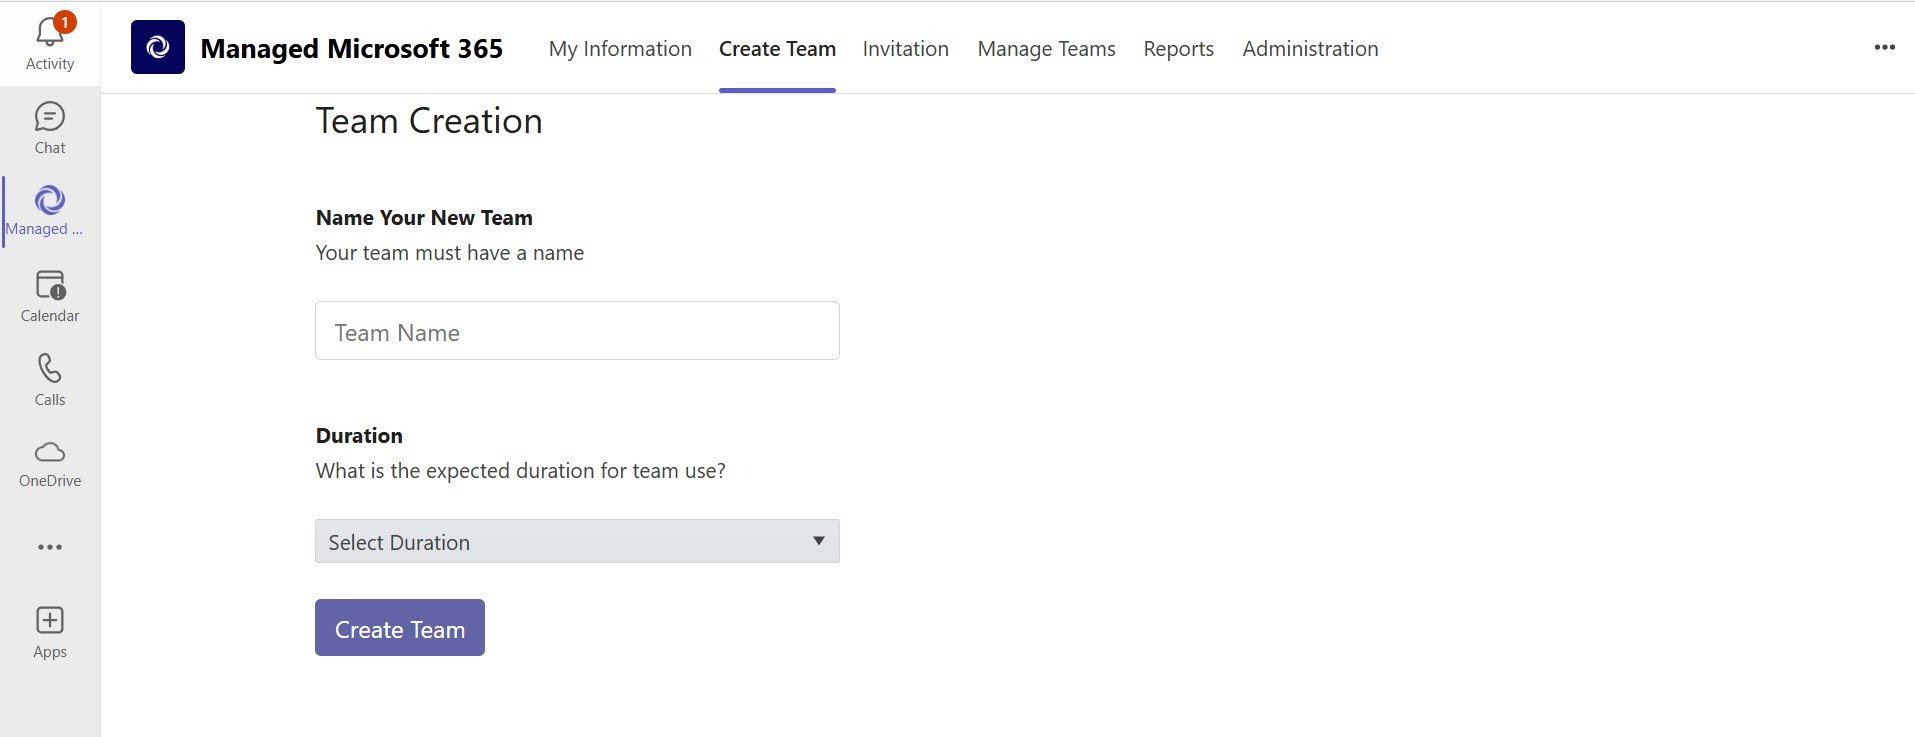 1
Activity
Managed Microsoft 365
My Information
Create Team
Invitation
Manage Teams
Reports
Administration
Chat
Managed ...
Calendar
Calls
OneDrive
Apps
Team Creation
Name Your New Team
Your team must have a name
Team Name
Duration
What is the expected duration for team use?
Select Duration
Create Team